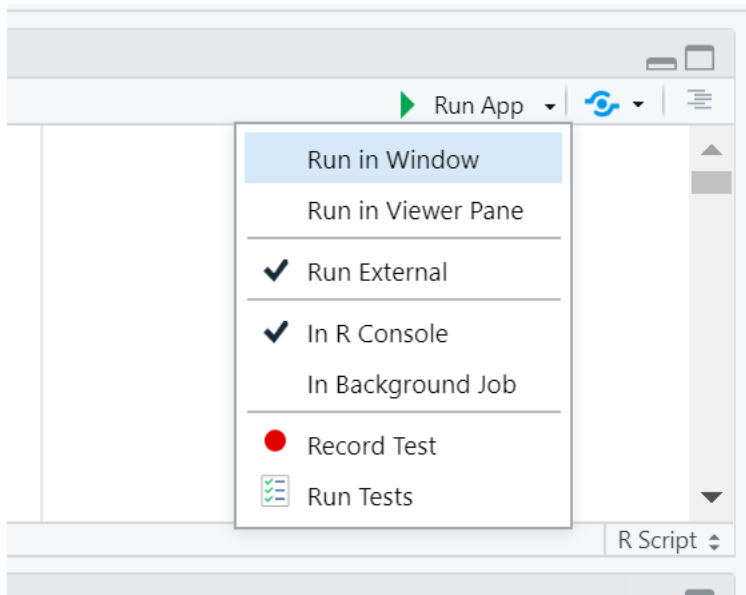 Run App
Run in Window
Run in Viewer Pane
Run External
In R Console
In Background Job
Record Test
Run Tests
R Script